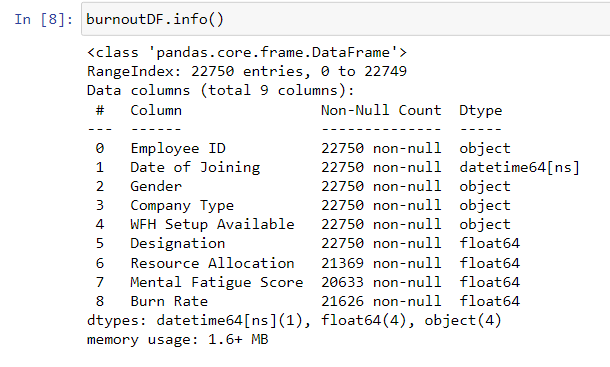 In [8]: burnoutDF.info()
<class 'pandas.core.frame.DataFrame'>
RangeIndex: 22750 entries, 0 to 22749
Data columns (total 9 columns):
 #   Column                Non-Null Count  Dtype
---  ------                --------------  -----
 0   Employee ID           22750 non-null  object
 1   Date of Joining       22750 non-null  datetime64[ns]
 2   Gender                22750 non-null  object
 3   Company Type          22750 non-null  object
 4   WFH Setup Available   22750 non-null  object
 5   Designation           22750 non-null  float64
 6   Resource Allocation   21369 non-null  float64
 7   Mental Fatigue Score  20633 non-null  float64
 8   Burn Rate             21626 non-null  float64
dtypes: datetime64[ns](1), float64(4), object(4)
memory usage: 1.6+ MB